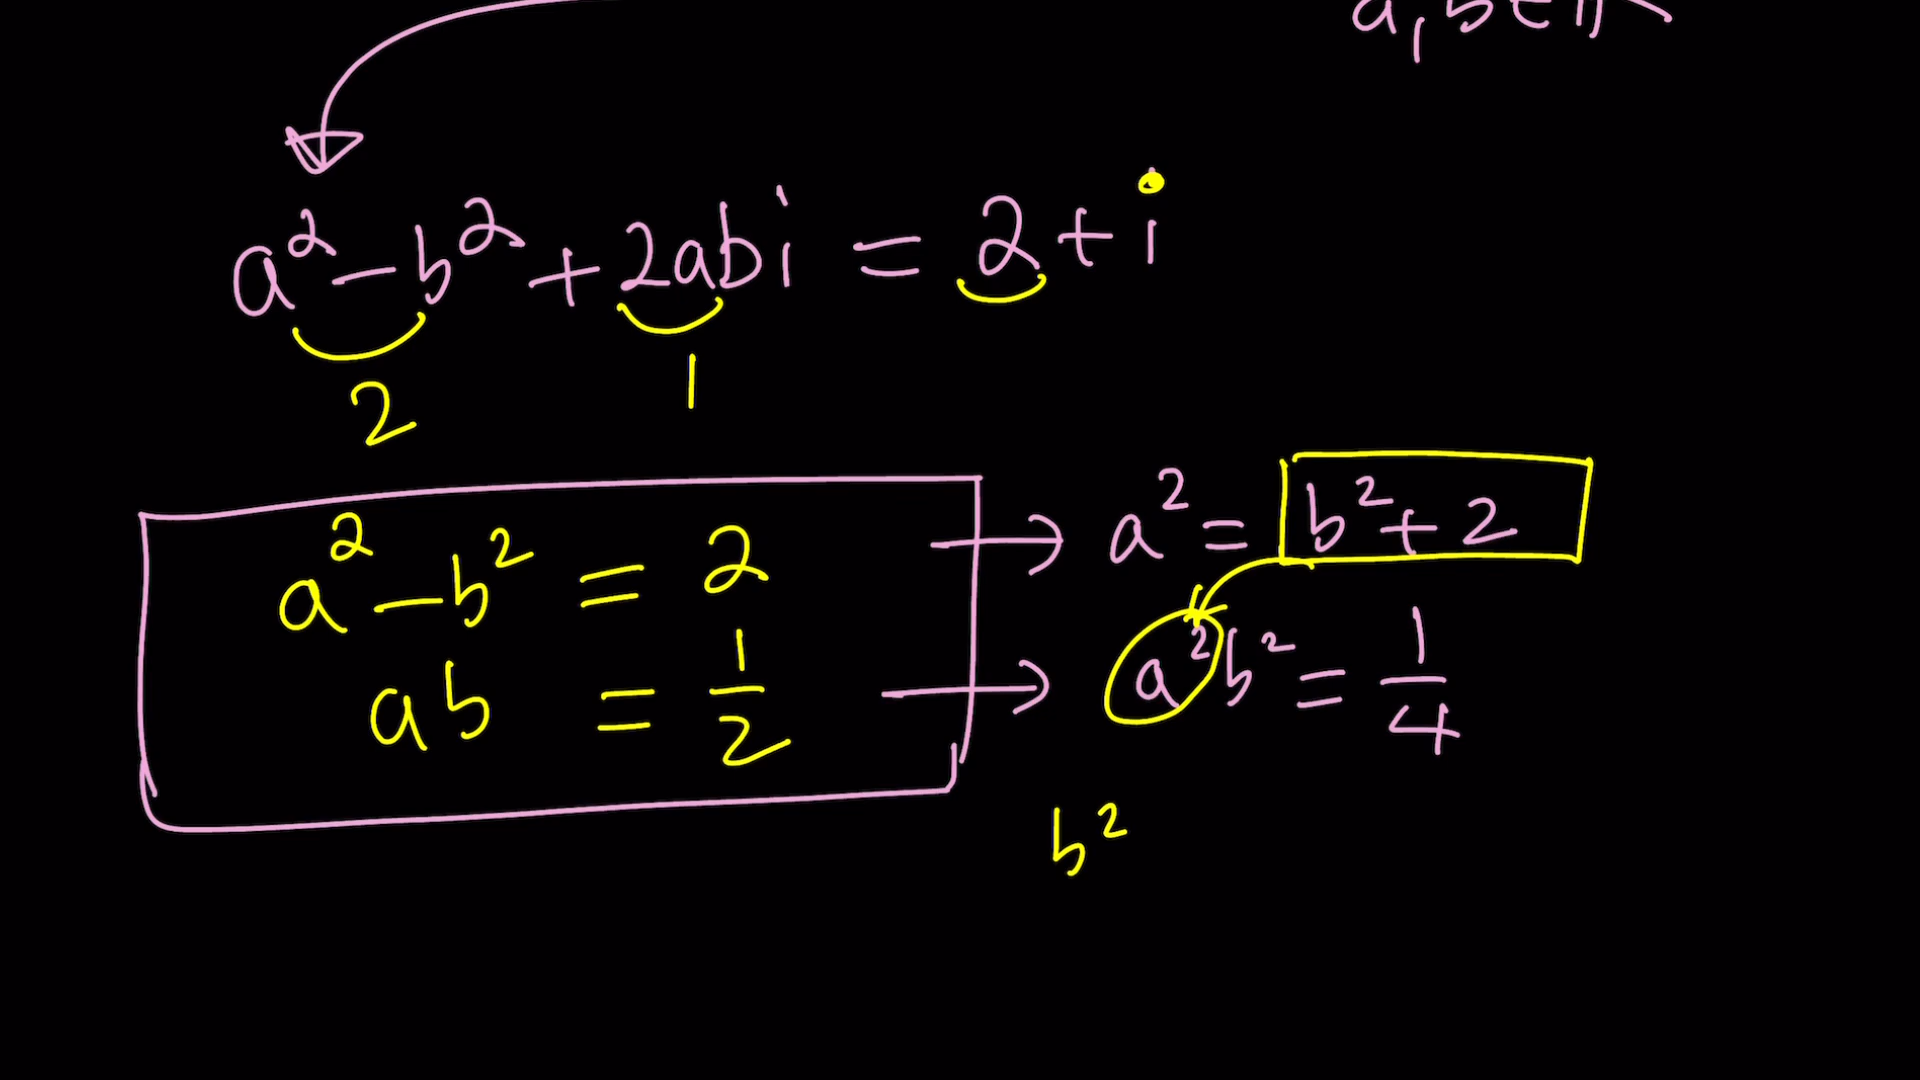 a, b ∈ ℝ
a² − b² + 2abi = 2 + i
2 1
a² − b² = 2 → a² = b² + 2
ab = 1/2 → a²b² = 1/4
b²